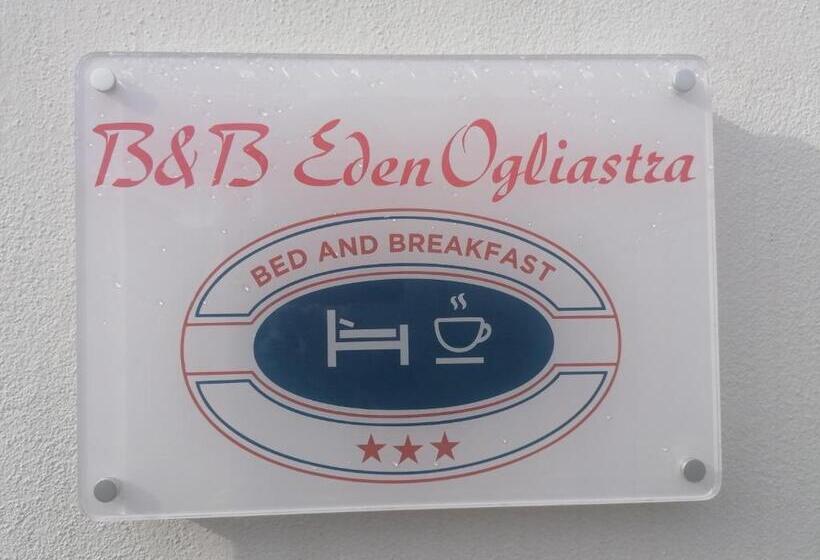 B&B Eden Ogliastra
BED AND BREAKFAST